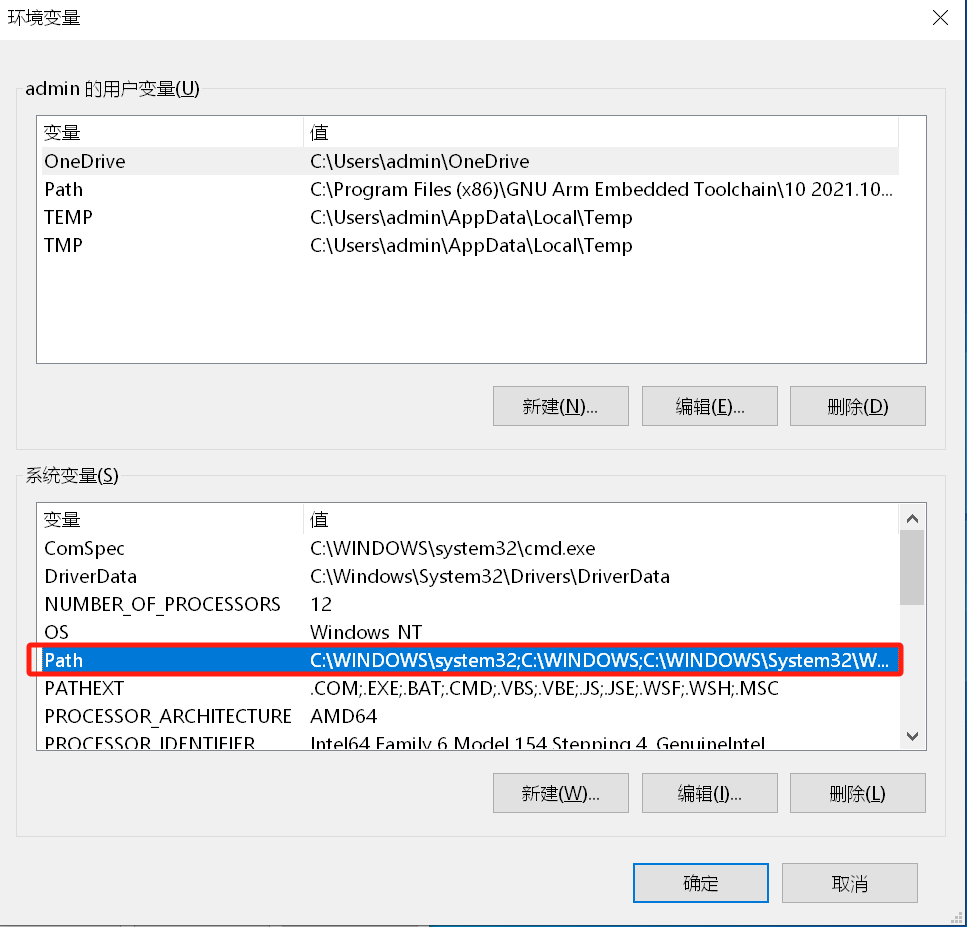 环境变量
admin 的用户变量(U)
变量 值
OneDrive C:\Users\admin\OneDrive
Path C:\Program Files (x86)\GNU Arm Embedded Toolchain\10 2021.10...
TEMP C:\Users\admin\AppData\Local\Temp
TMP C:\Users\admin\AppData\Local\Temp
新建(N)... 编辑(E)... 删除(D)
系统变量(S)
变量 值
ComSpec C:\WINDOWS\system32\cmd.exe
DriverData C:\Windows\System32\Drivers\DriverData
NUMBER_OF_PROCESSORS 12
OS Windows_NT
Path C:\WINDOWS\system32;C:\WINDOWS;C:\WINDOWS\System32\W...
PATHEXT .COM;.EXE;.BAT;.CMD;.VBS;.VBE;.JS;.JSE;.WSF;.WSH;.MSC
PROCESSOR_ARCHITECTURE AMD64
PROCESSOR_IDENTIFIER Intel64 Family 6 Model 154 Stepping 4, GenuineIntel
新建(W)... 编辑(I)... 删除(L)
确定 取消